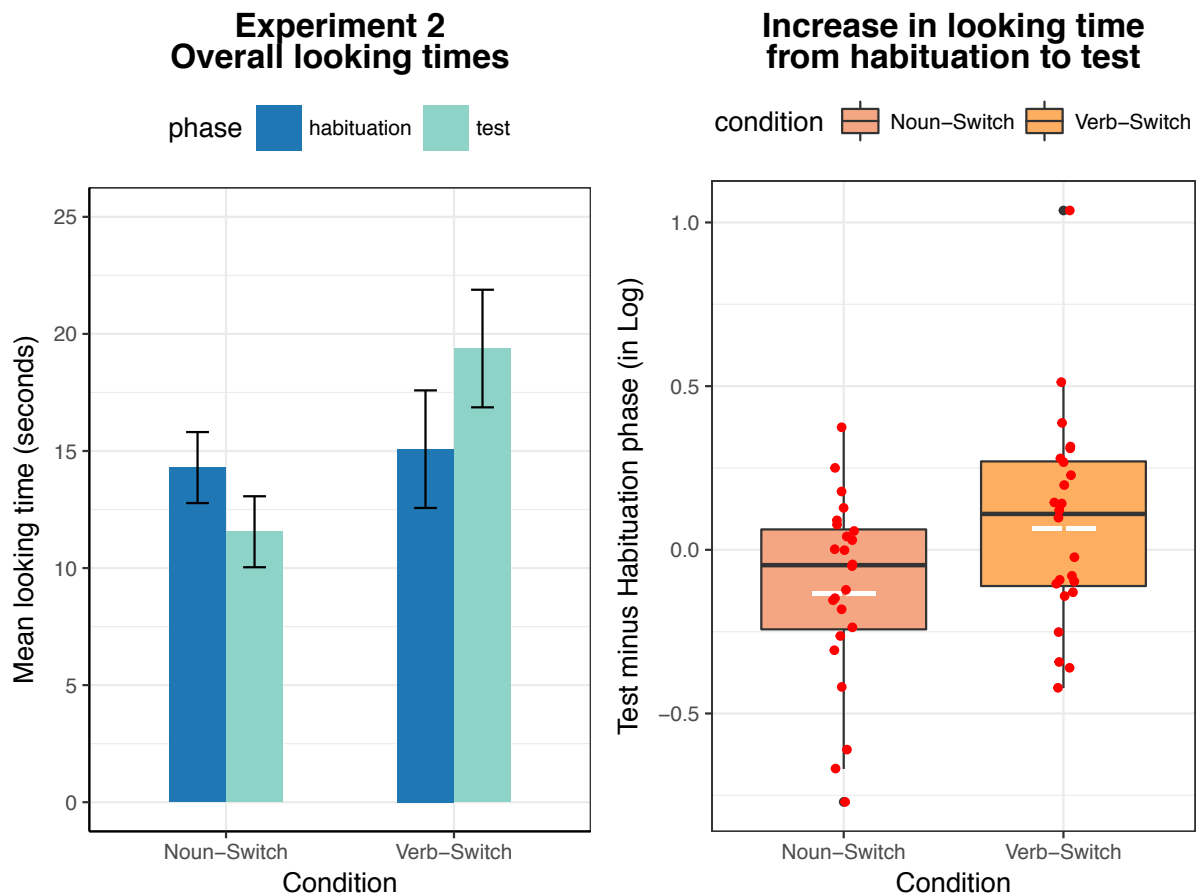 Experiment 2
Overall looking times
phase habituation test
Mean looking time (seconds)
25
20
15
10
5
0
Noun−Switch Verb−Switch
Condition
Increase in looking time
from habituation to test
condition Noun−Switch Verb−Switch
Test minus Habituation phase (in Log)
1.0
0.5
0.0
−0.5
Noun−Switch Verb−Switch
Condition